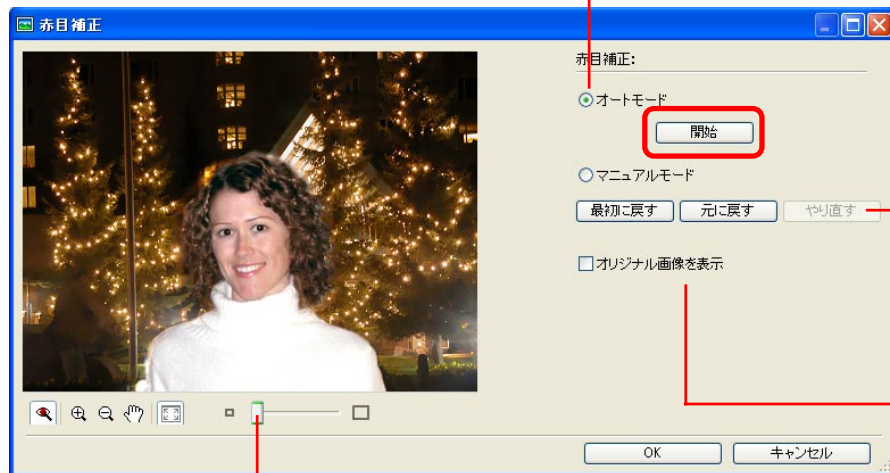 赤目補正
赤目補正:
オートモード
開始
マニュアルモード
最初に戻す 元に戻す やり直す
オリジナル画像を表示
OK キャンセル